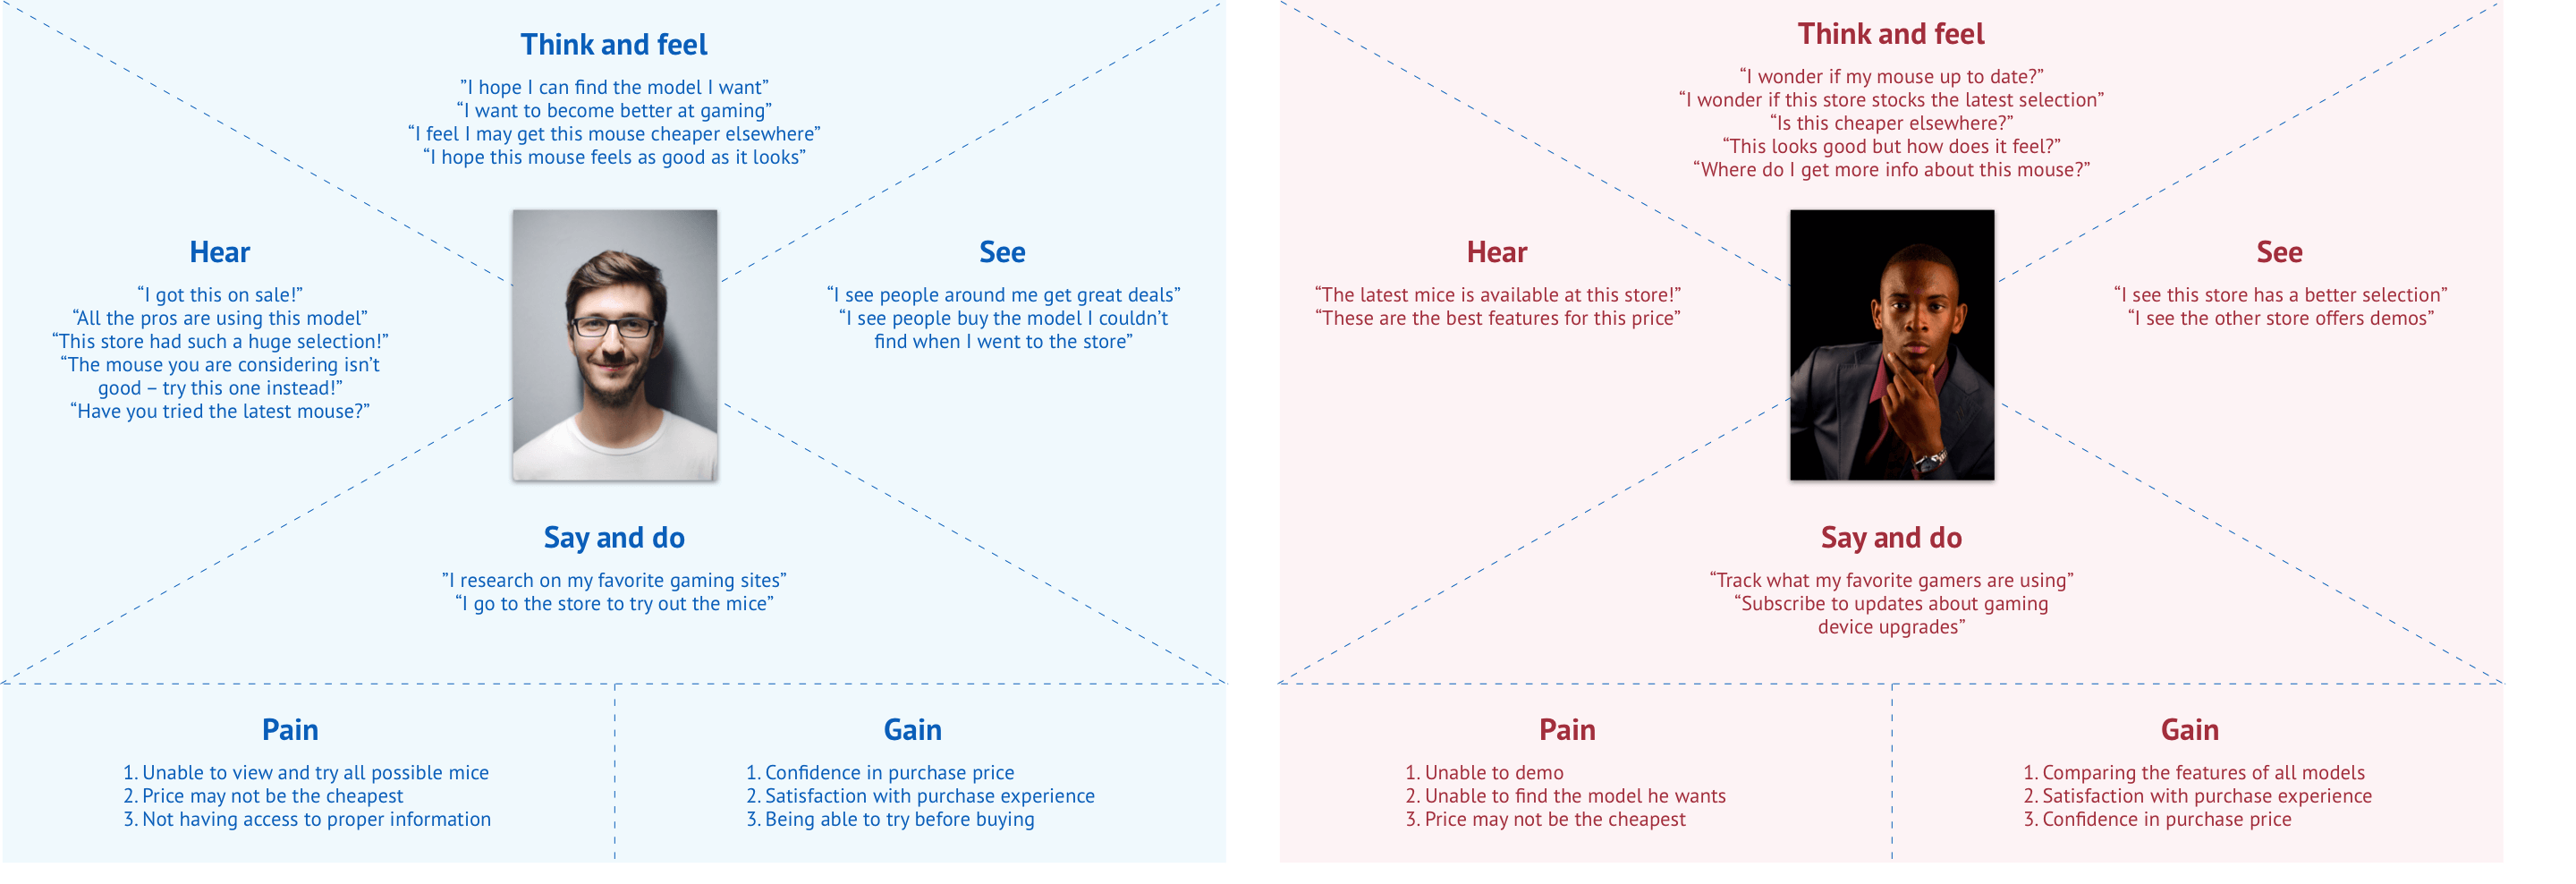 Think and feel
”I hope I can find the model I want”
“I want to become better at gaming”
“I feel I may get this mouse cheaper elsewhere”
“I hope this mouse feels as good as it looks”
Hear
“I got this on sale!”
“All the pros are using this model”
“This store had such a huge selection!”
“The mouse you are considering isn’t
good – try this one instead!”
“Have you tried the latest mouse?”
See
“I see people around me get great deals”
“I see people buy the model I couldn’t
find when I went to the store”
Say and do
”I research on my favorite gaming sites”
“I go to the store to try out the mice”
Pain
1. Unable to view and try all possible mice
2. Price may not be the cheapest
3. Not having access to proper information
Gain
1. Confidence in purchase price
2. Satisfaction with purchase experience
3. Being able to try before buying
Think and feel
“I wonder if my mouse up to date?”
“I wonder if this store stocks the latest selection”
“Is this cheaper elsewhere?”
“This looks good but how does it feel?”
“Where do I get more info about this mouse?”
Hear
“The latest mice is available at this store!”
“These are the best features for this price”
See
“I see this store has a better selection”
“I see the other store offers demos”
Say and do
“Track what my favorite gamers are using”
“Subscribe to updates about gaming
device upgrades”
Pain
1. Unable to demo
2. Unable to find the model he wants
3. Price may not be the cheapest
Gain
1. Comparing the features of all models
2. Satisfaction with purchase experience
3. Confidence in purchase price